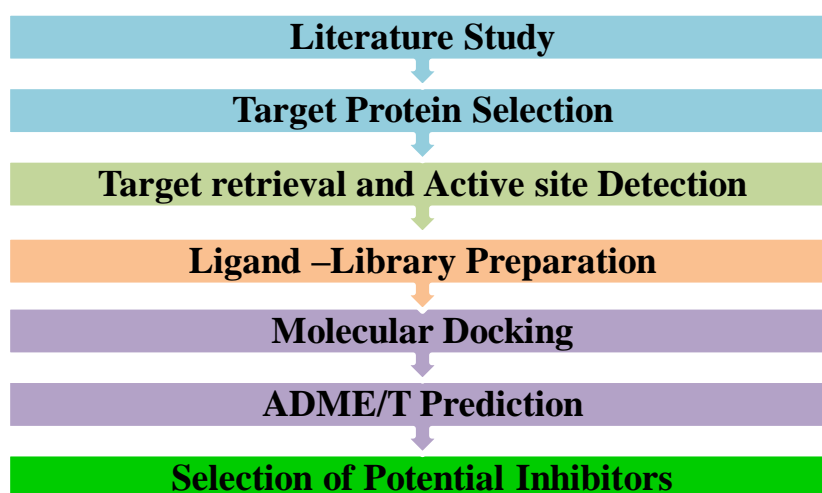 Literature Study
Target Protein Selection
Target retrieval and Active site Detection
Ligand –Library Preparation
Molecular Docking
ADME/T Prediction
Selection of Potential Inhibitors